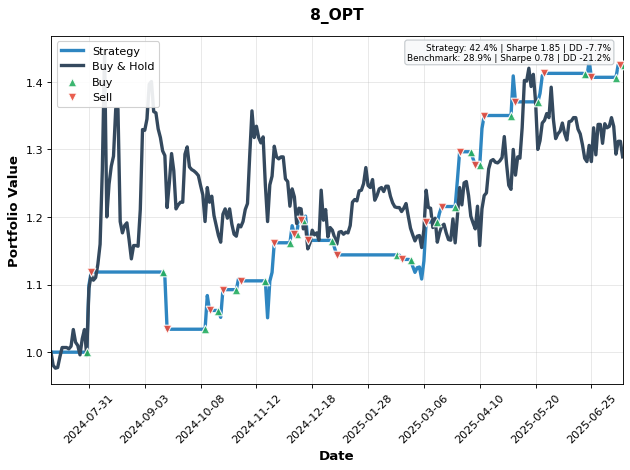 8_OPT
Strategy
Buy & Hold
Buy
Sell
Strategy: 42.4% | Sharpe 1.85 | DD -7.7%
Benchmark: 28.9% | Sharpe 0.78 | DD -21.2%
Portfolio Value
1.4
1.3
1.2
1.1
1.0
2024-07-31
2024-09-03
2024-10-08
2024-11-12
2024-12-18
2025-01-28
2025-03-06
2025-04-10
2025-05-20
2025-06-25
Date